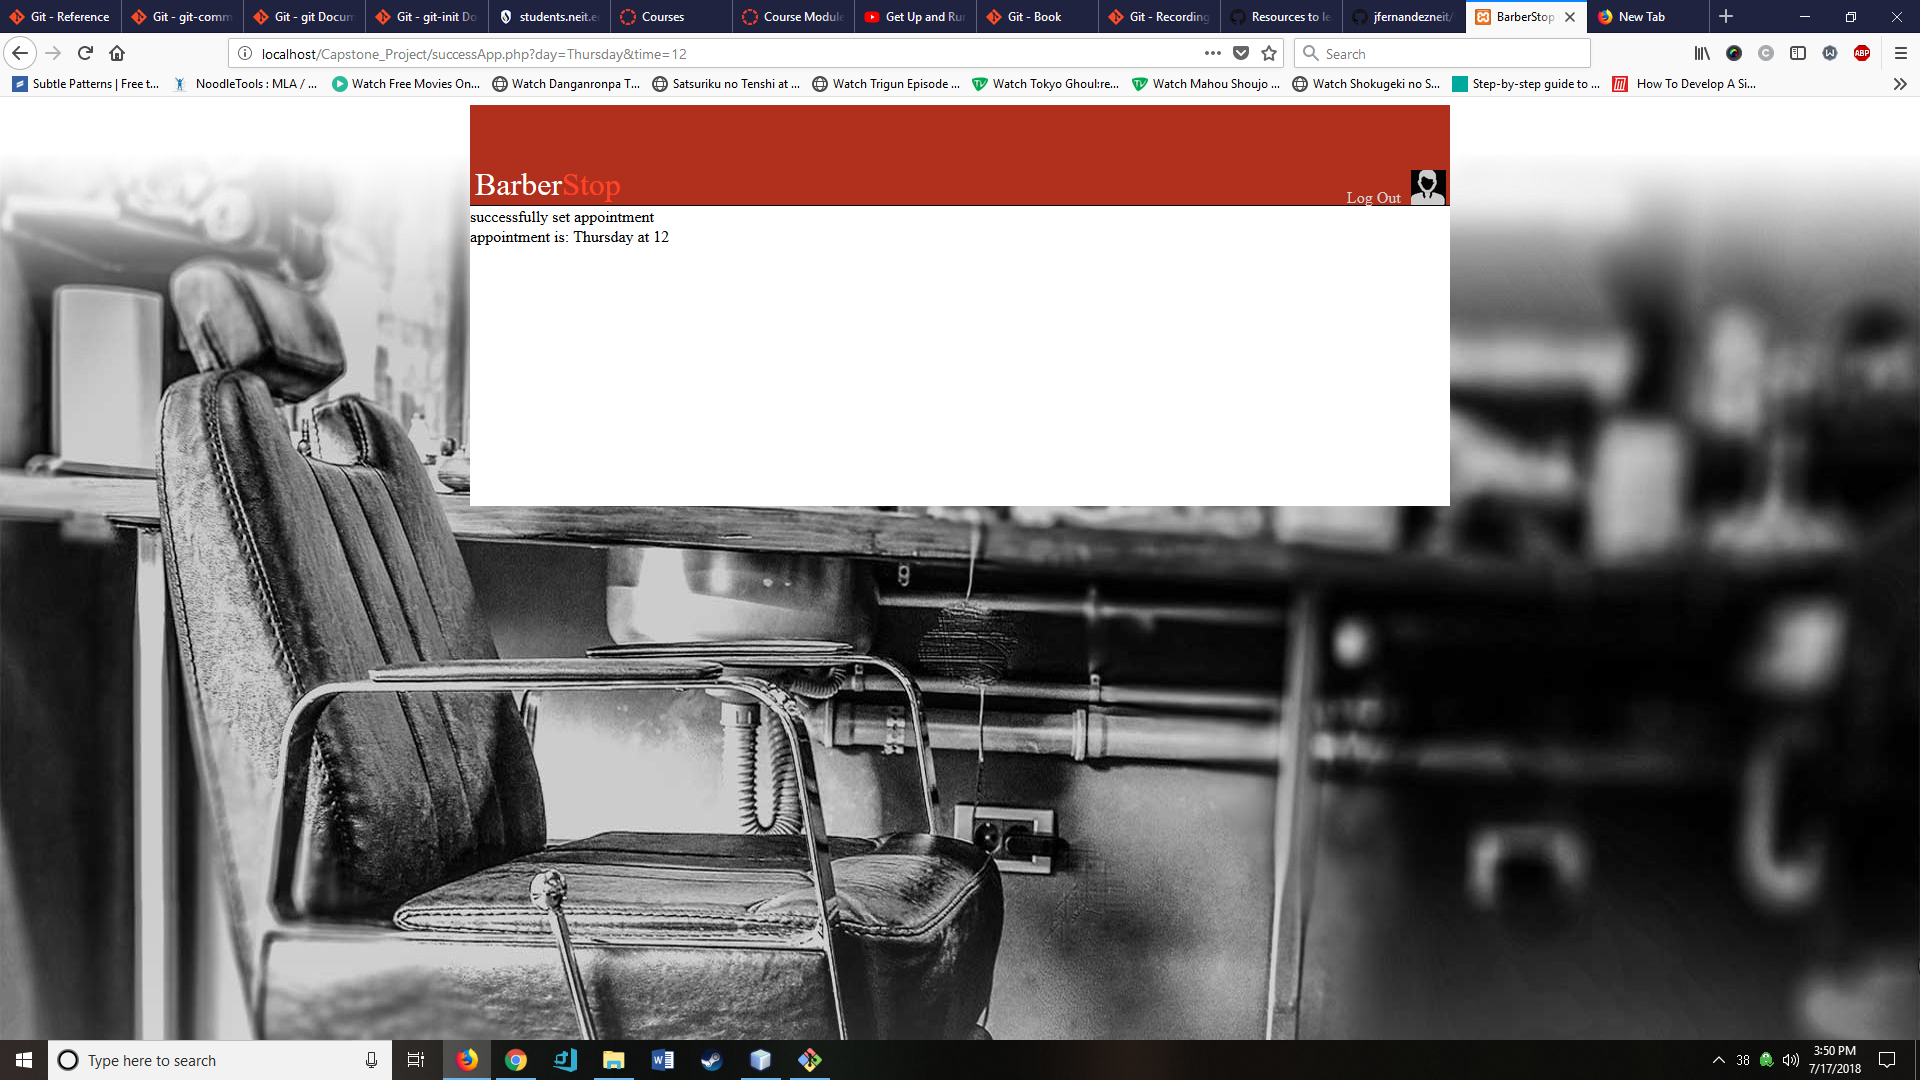 Git - Reference
Git - git-comm
Git - git Docum
Git - git-init Do
students.neit.e
Courses
Course Module
Get Up and Ru
Git - Book
Git - Recording
Resources to le
jfernandezneit/
BarberStop
New Tab
localhost/Capstone_Project/successApp.php?day=Thursday&time=12
Search
ABP
Subtle Patterns | Free t...
NoodleTools : MLA / ...
Watch Free Movies On...
Watch Danganronpa T...
Satsuriku no Tenshi at ...
Watch Trigun Episode ...
Watch Tokyo Ghoul:re...
Watch Mahou Shoujo ...
Watch Shokugeki no S...
Step-by-step guide to ...
How To Develop A Si...
BarberStop
Log Out
successfully set appointment
appointment is: Thursday at 12
Type here to search
38
3:50 PM
7/17/2018